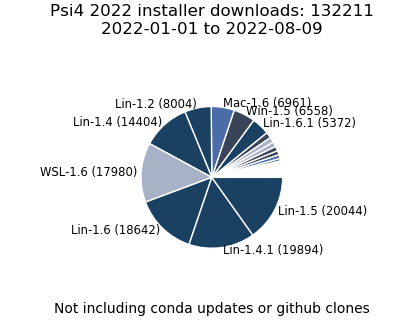 Psi4 2022 installer downloads: 132211
2022-01-01 to 2022-08-09
Lin-1.2 (8004)
Mac-1.6 (6961)
Win-1.5 (6558)
Lin-1.4 (14404)
Lin-1.6.1 (5372)
WSL-1.6 (17980)
Lin-1.5 (20044)
Lin-1.6 (18642)
Lin-1.4.1 (19894)
Not including conda updates or github clones